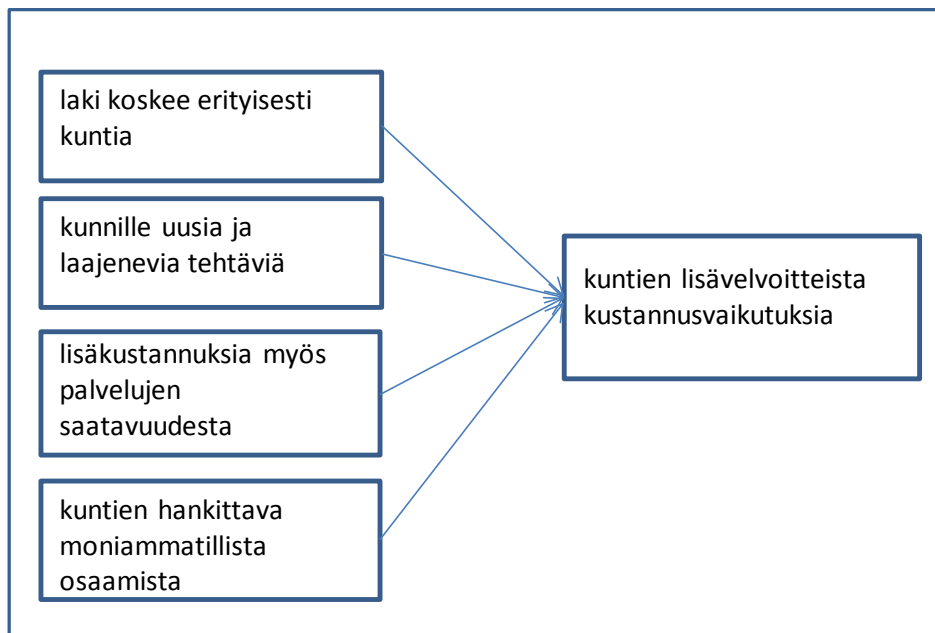 laki koskee erityisesti
kuntia
kunnille uusia ja
laajenevia tehtäviä
lisäkustannuksia myös
palvelujen
saatavuudesta
kuntien hankittava
moniammatillista
osaamista
kuntien lisävelvoitteista
kustannusvaikutuksia